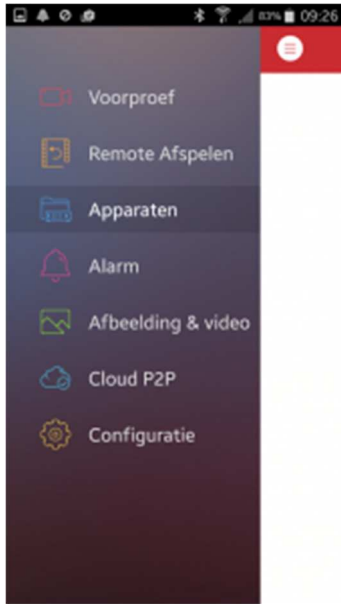 83% 09:26
Voorproef
Remote Afspelen
Apparaten
Alarm
Afbeelding & video
Cloud P2P
Configuratie